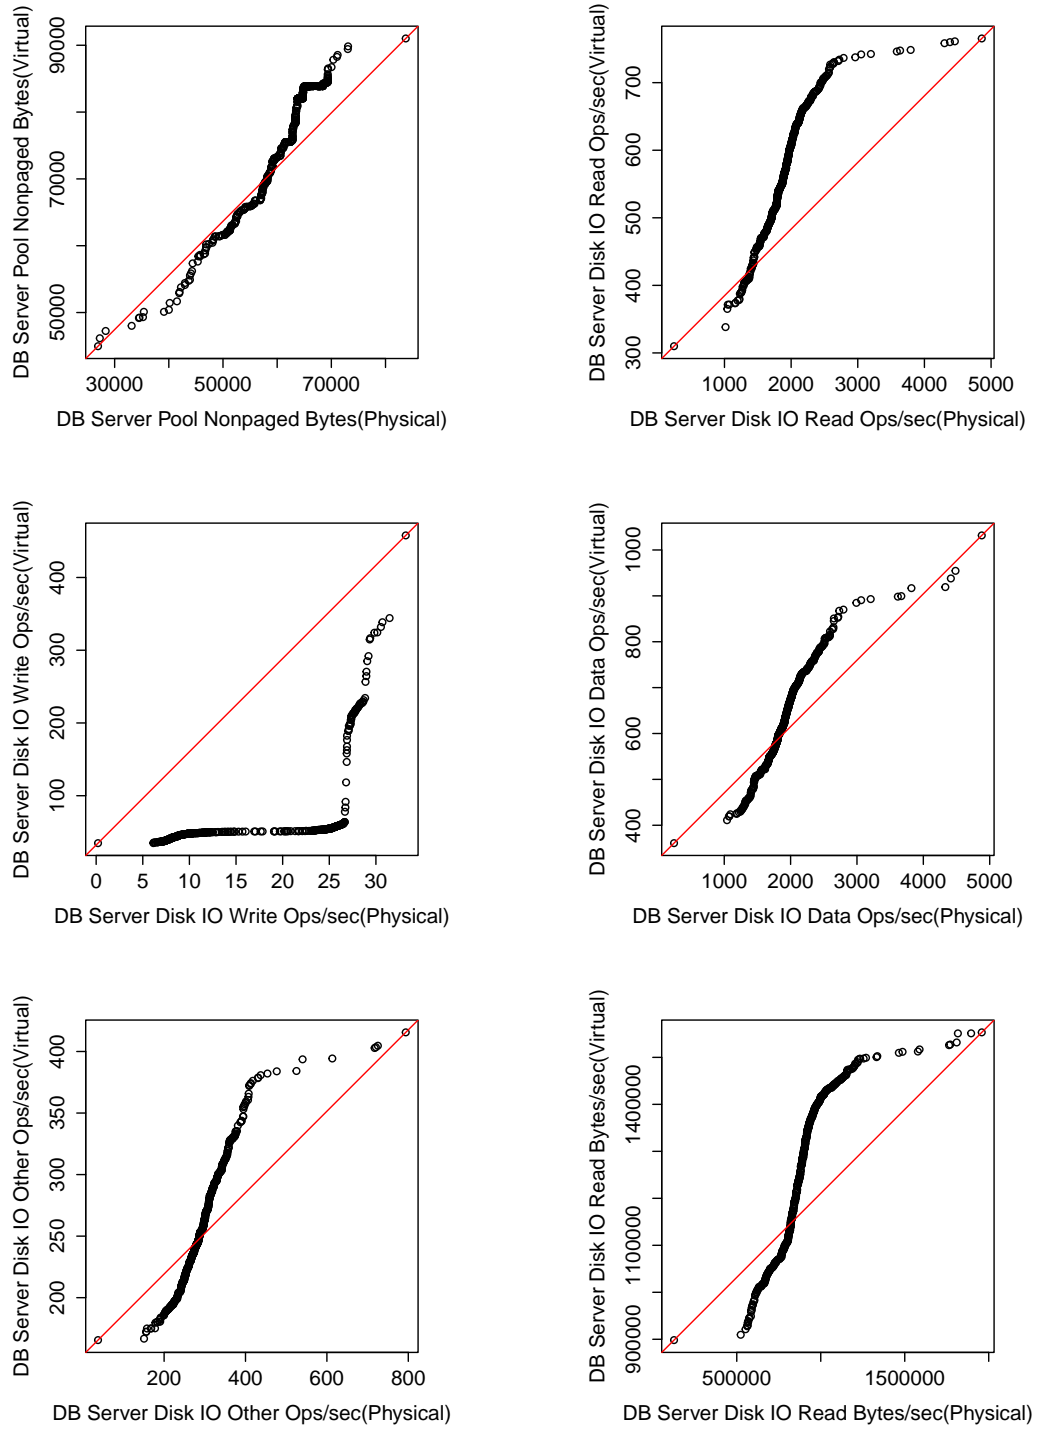 DB Server Pool Nonpaged Bytes(Virtual)
50000 70000 90000
30000 50000 70000
DB Server Pool Nonpaged Bytes(Physical)
DB Server Disk IO Read Ops/sec(Virtual)
300 400 500 600 700
1000 2000 3000 4000 5000
DB Server Disk IO Read Ops/sec(Physical)
DB Server Disk IO Write Ops/sec(Virtual)
100 200 300 400
0 5 10 15 20 25 30
DB Server Disk IO Write Ops/sec(Physical)
DB Server Disk IO Data Ops/sec(Virtual)
400 600 800 1000
1000 2000 3000 4000 5000
DB Server Disk IO Data Ops/sec(Physical)
DB Server Disk IO Other Ops/sec(Virtual)
200 250 300 350 400
200 400 600 800
DB Server Disk IO Other Ops/sec(Physical)
DB Server Disk IO Read Bytes/sec(Virtual)
900000 1100000 1400000
500000 1500000
DB Server Disk IO Read Bytes/sec(Physical)